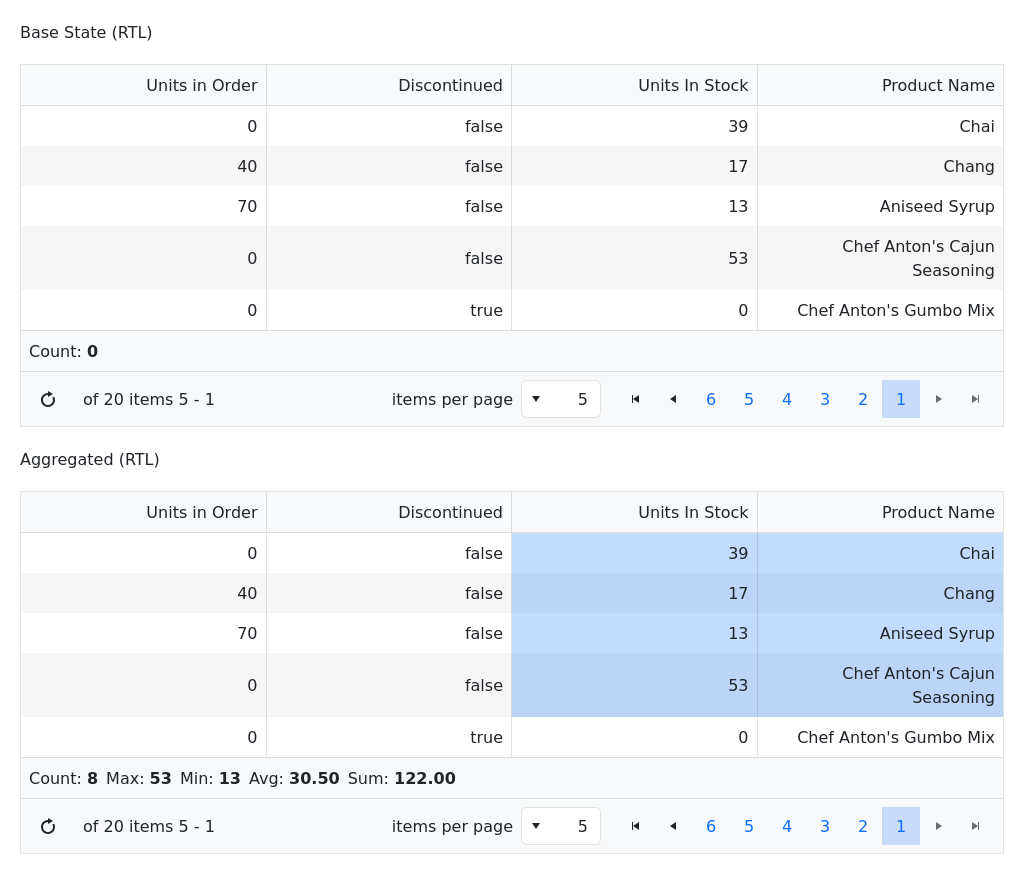 Base State (RTL)
Units in Order Discontinued Units In Stock Product Name
0 false 39 Chai
40 false 17 Chang
70 false 13 Aniseed Syrup
0 false 53 Chef Anton's Cajun
Seasoning
0 true 0 Chef Anton's Gumbo Mix
Count: 0
of 20 items 5 - 1 items per page 5 6 5 4 3 2 1
Aggregated (RTL)
Units in Order Discontinued Units In Stock Product Name
0 false 39 Chai
40 false 17 Chang
70 false 13 Aniseed Syrup
0 false 53 Chef Anton's Cajun
Seasoning
0 true 0 Chef Anton's Gumbo Mix
Count: 8 Max: 53 Min: 13 Avg: 30.50 Sum: 122.00
of 20 items 5 - 1 items per page 5 6 5 4 3 2 1